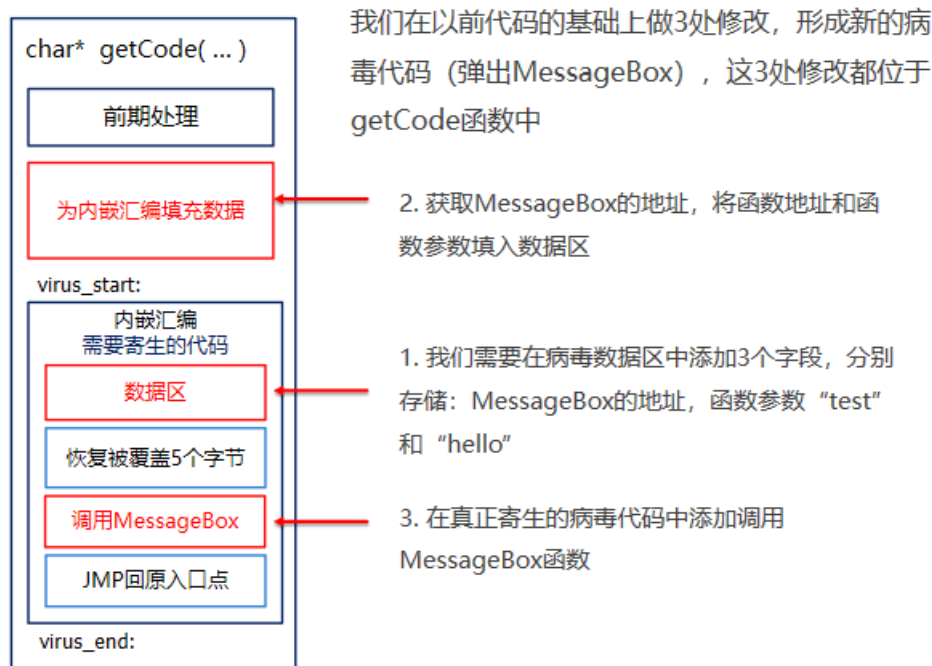 char* getCode( ... )
前期处理
为内嵌汇编填充数据
virus_start:
内嵌汇编
需要寄生的代码
数据区
恢复被覆盖5个字节
调用MessageBox
JMP回原入口点
virus_end:
我们在以前代码的基础上做3处修改，形成新的病
毒代码（弹出MessageBox），这3处修改都位于
getCode函数中
2. 获取MessageBox的地址，将函数地址和函
数参数填入数据区
1. 我们需要在病毒数据区中添加3个字段，分别
存储：MessageBox的地址，函数参数“test”
和“hello”
3. 在真正寄生的病毒代码中添加调用
MessageBox函数